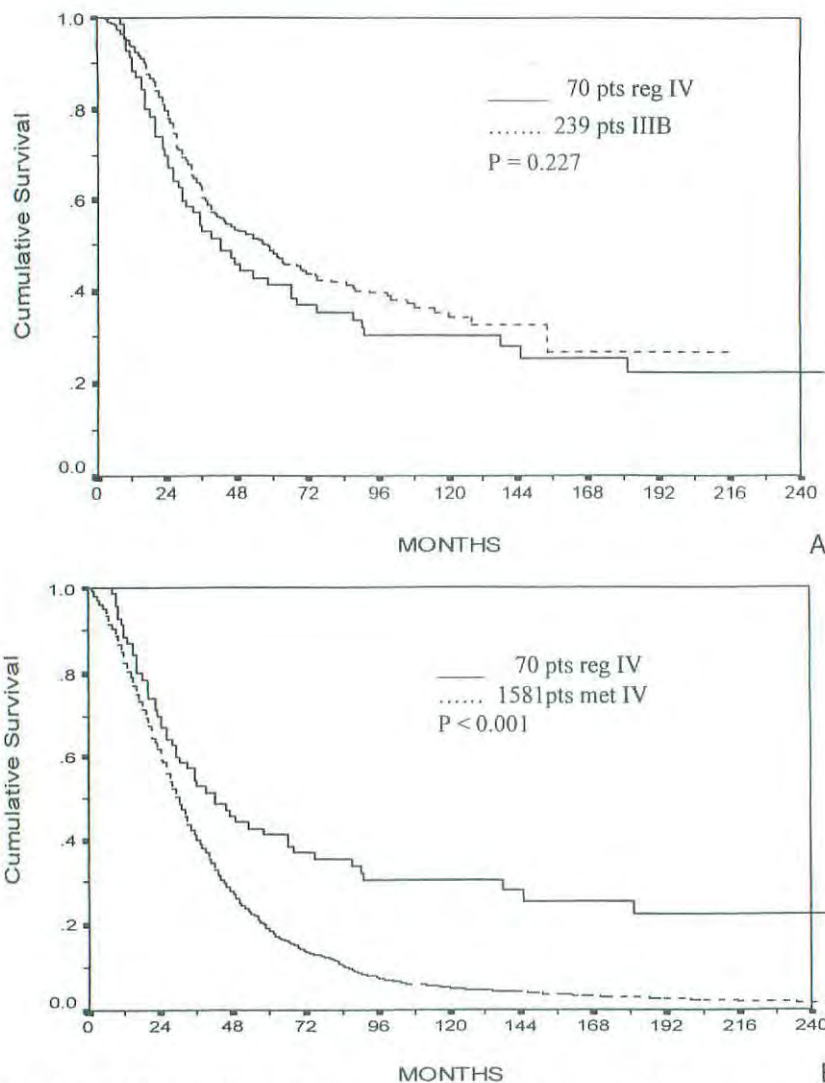 1.0
.8
.6
.4
.2
0.0
Cumulative Survival
70 pts reg IV
239 pts IIIB
P = 0.227
0 24 48 72 96 120 144 168 192 216 240
MONTHS
A
1.0
.8
.6
.4
.2
0.0
Cumulative Survival
70 pts reg IV
1581pts met IV
P < 0.001
0 24 48 72 96 120 144 168 192 216 240
MONTHS